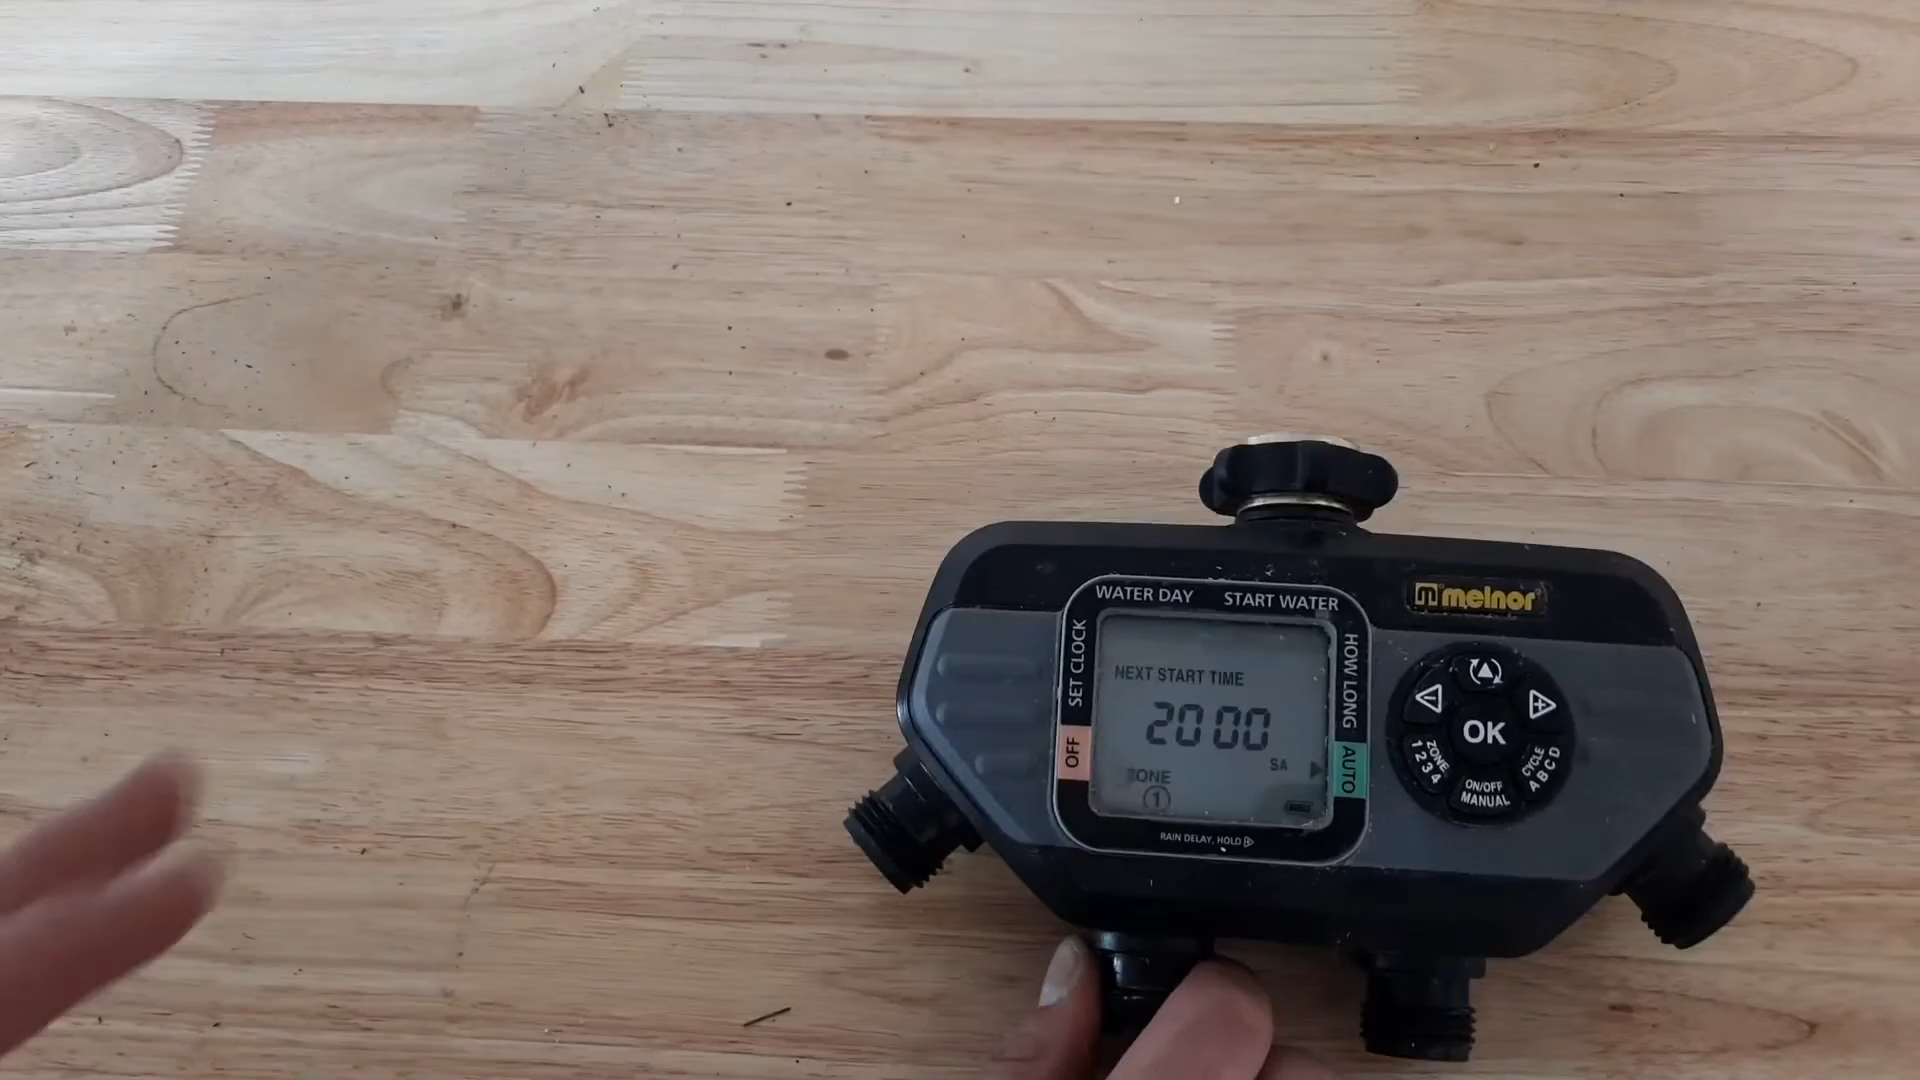 melnor
WATER DAY START WATER
SET CLOCK
HOW LONG
OFF
AUTO
NEXT START TIME
20 00
SA
ZONE
1
RAIN DELAY, HOLD
OK
ZONE
1 2 3 4
ON/OFF
MANUAL
CYCLE
A B C D